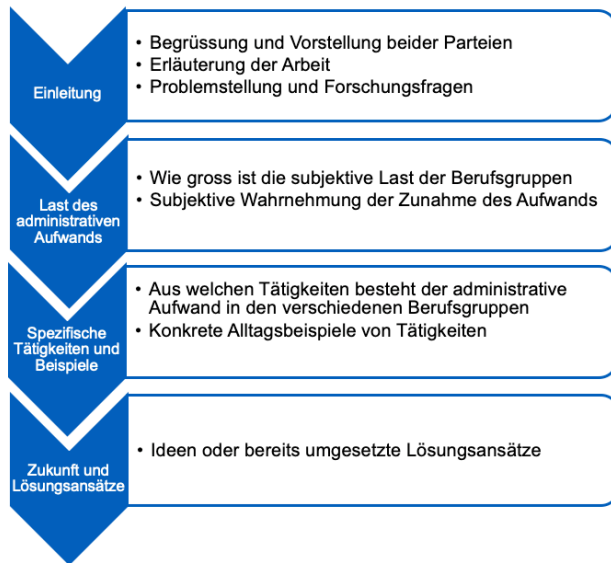 Einleitung
• Begrüssung und Vorstellung beider Parteien
• Erläuterung der Arbeit
• Problemstellung und Forschungsfragen
Last des
administrativen
Aufwands
• Wie gross ist die subjektive Last der Berufsgruppen
• Subjektive Wahrnehmung der Zunahme des Aufwands
Spezifische
Tätigkeiten und
Beispiele
• Aus welchen Tätigkeiten besteht der administrative
Aufwand in den verschiedenen Berufsgruppen
• Konkrete Alltagsbeispiele von Tätigkeiten
Zukunft und
Lösungsansätze
• Ideen oder bereits umgesetzte Lösungsansätze